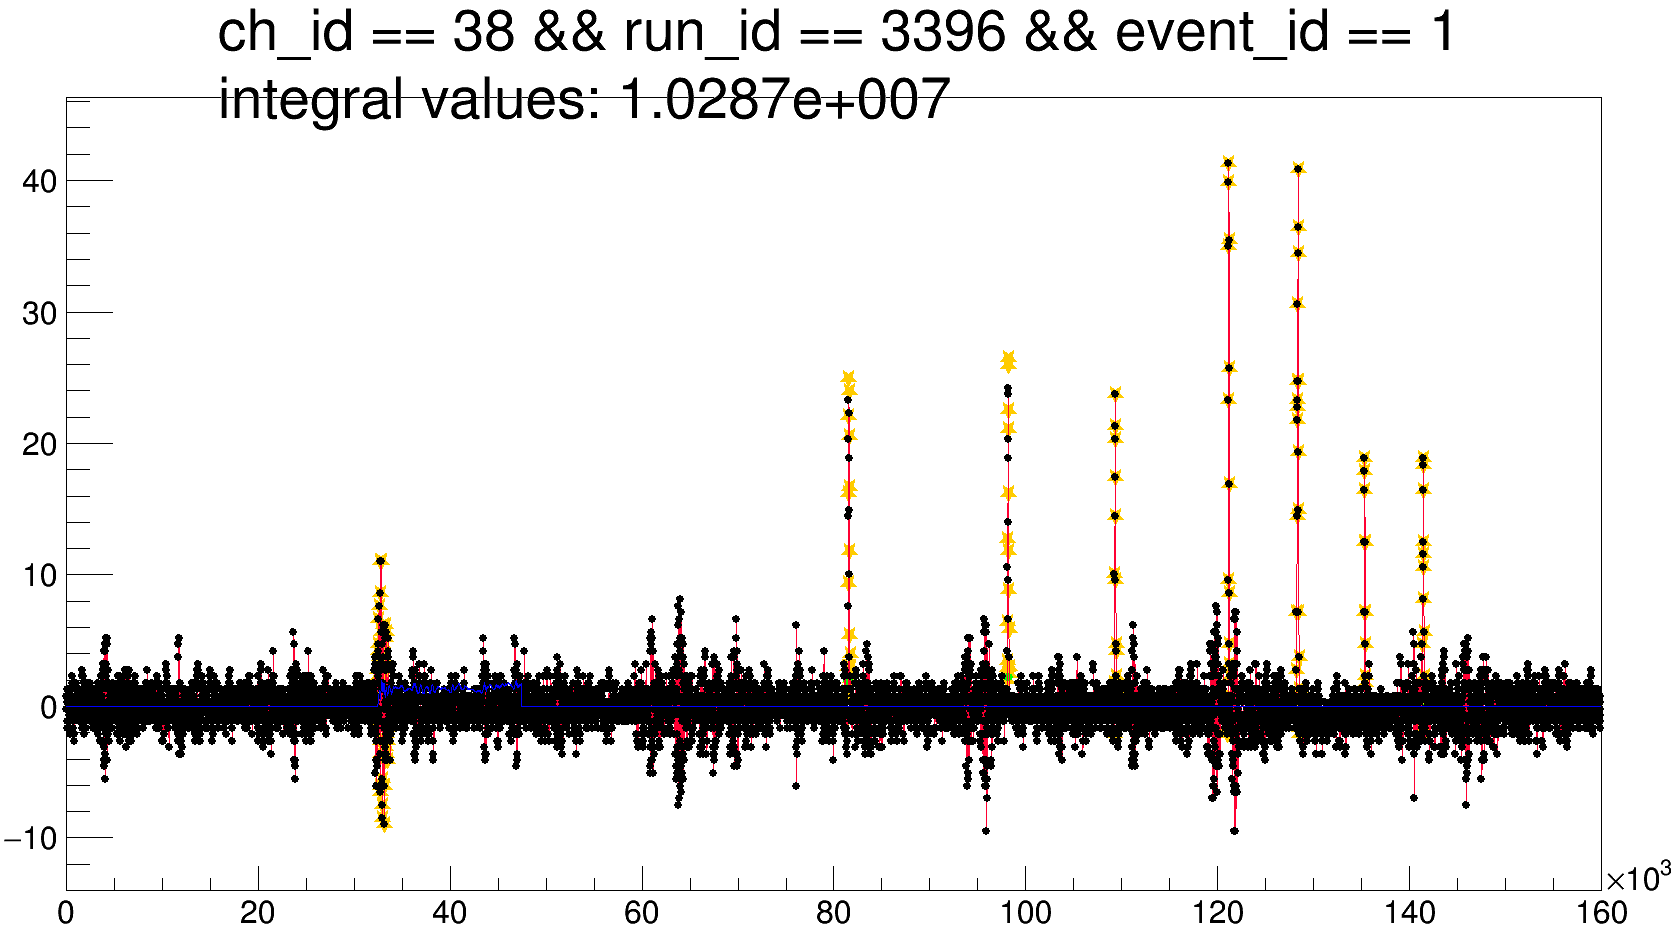 ch_id == 38 && run_id == 3396 && event_id == 1
integral values: 1.0287e+007
40
30
20
10
0
−10
0 20 40 60 80 100 120 140 160 ×10³